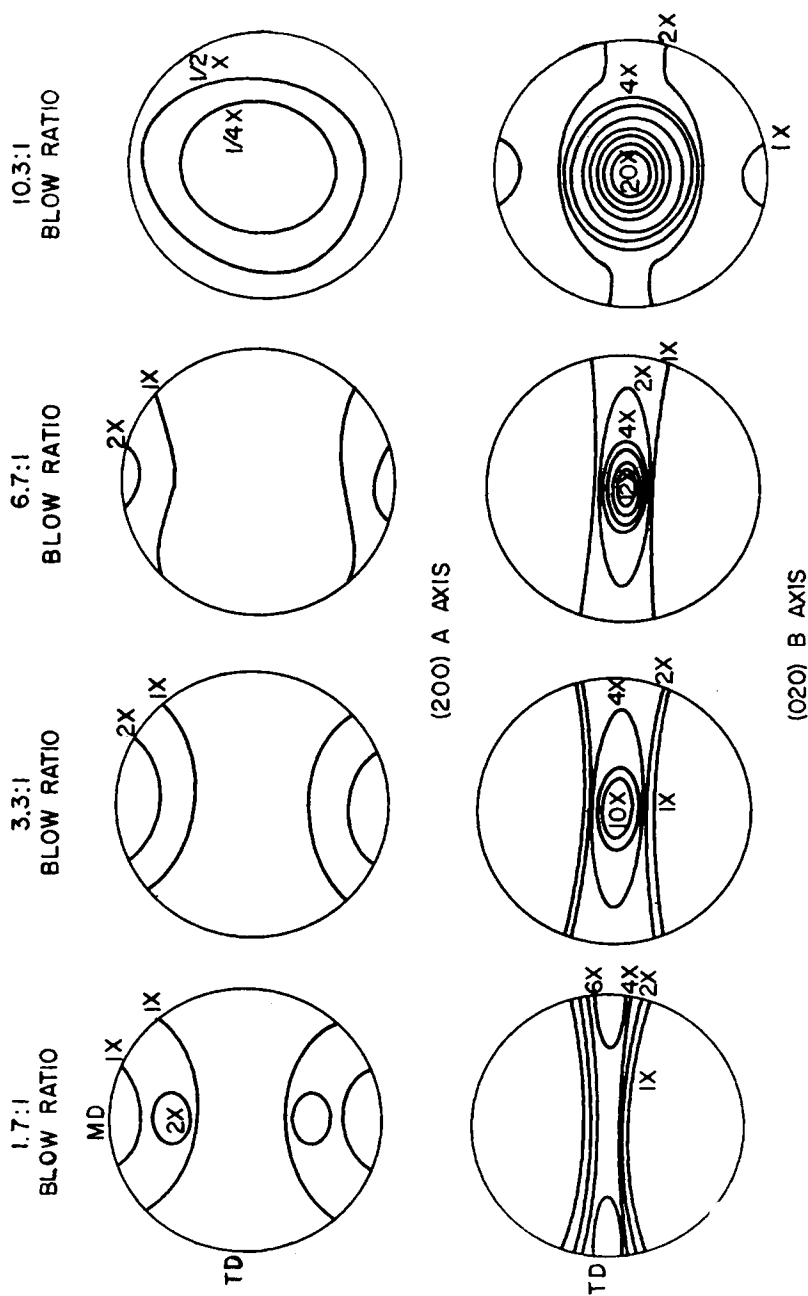 1.7:1
BLOW RATIO
3.3:1
BLOW RATIO
6.7:1
BLOW RATIO
10.3:1
BLOW RATIO
MD
TD
1X
1X
2X
2X
1X
2X
1X
1/2
X
1/4X
(200) A AXIS
TD
6X
4X
2X
1X
4X
2X
10X
1X
12X
4X
2X
1X
20X
4X
2X
1X
(020) B AXIS